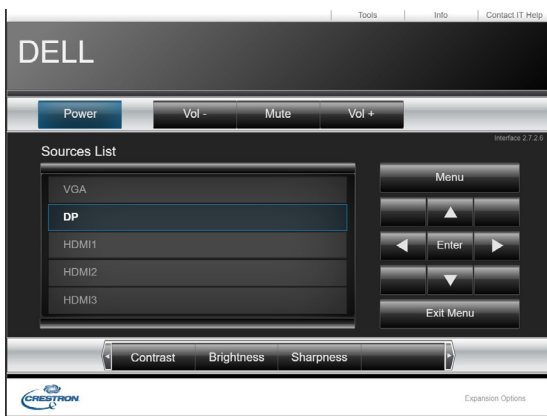 Tools Info Contact IT Help
DELL
Power Vol - Mute Vol +
Interface 2.7.2.6
Sources List
VGA
DP
HDMI1
HDMI2
HDMI3
Menu
Enter
Exit Menu
Contrast Brightness Sharpness
CRESTRON
Expansion Options